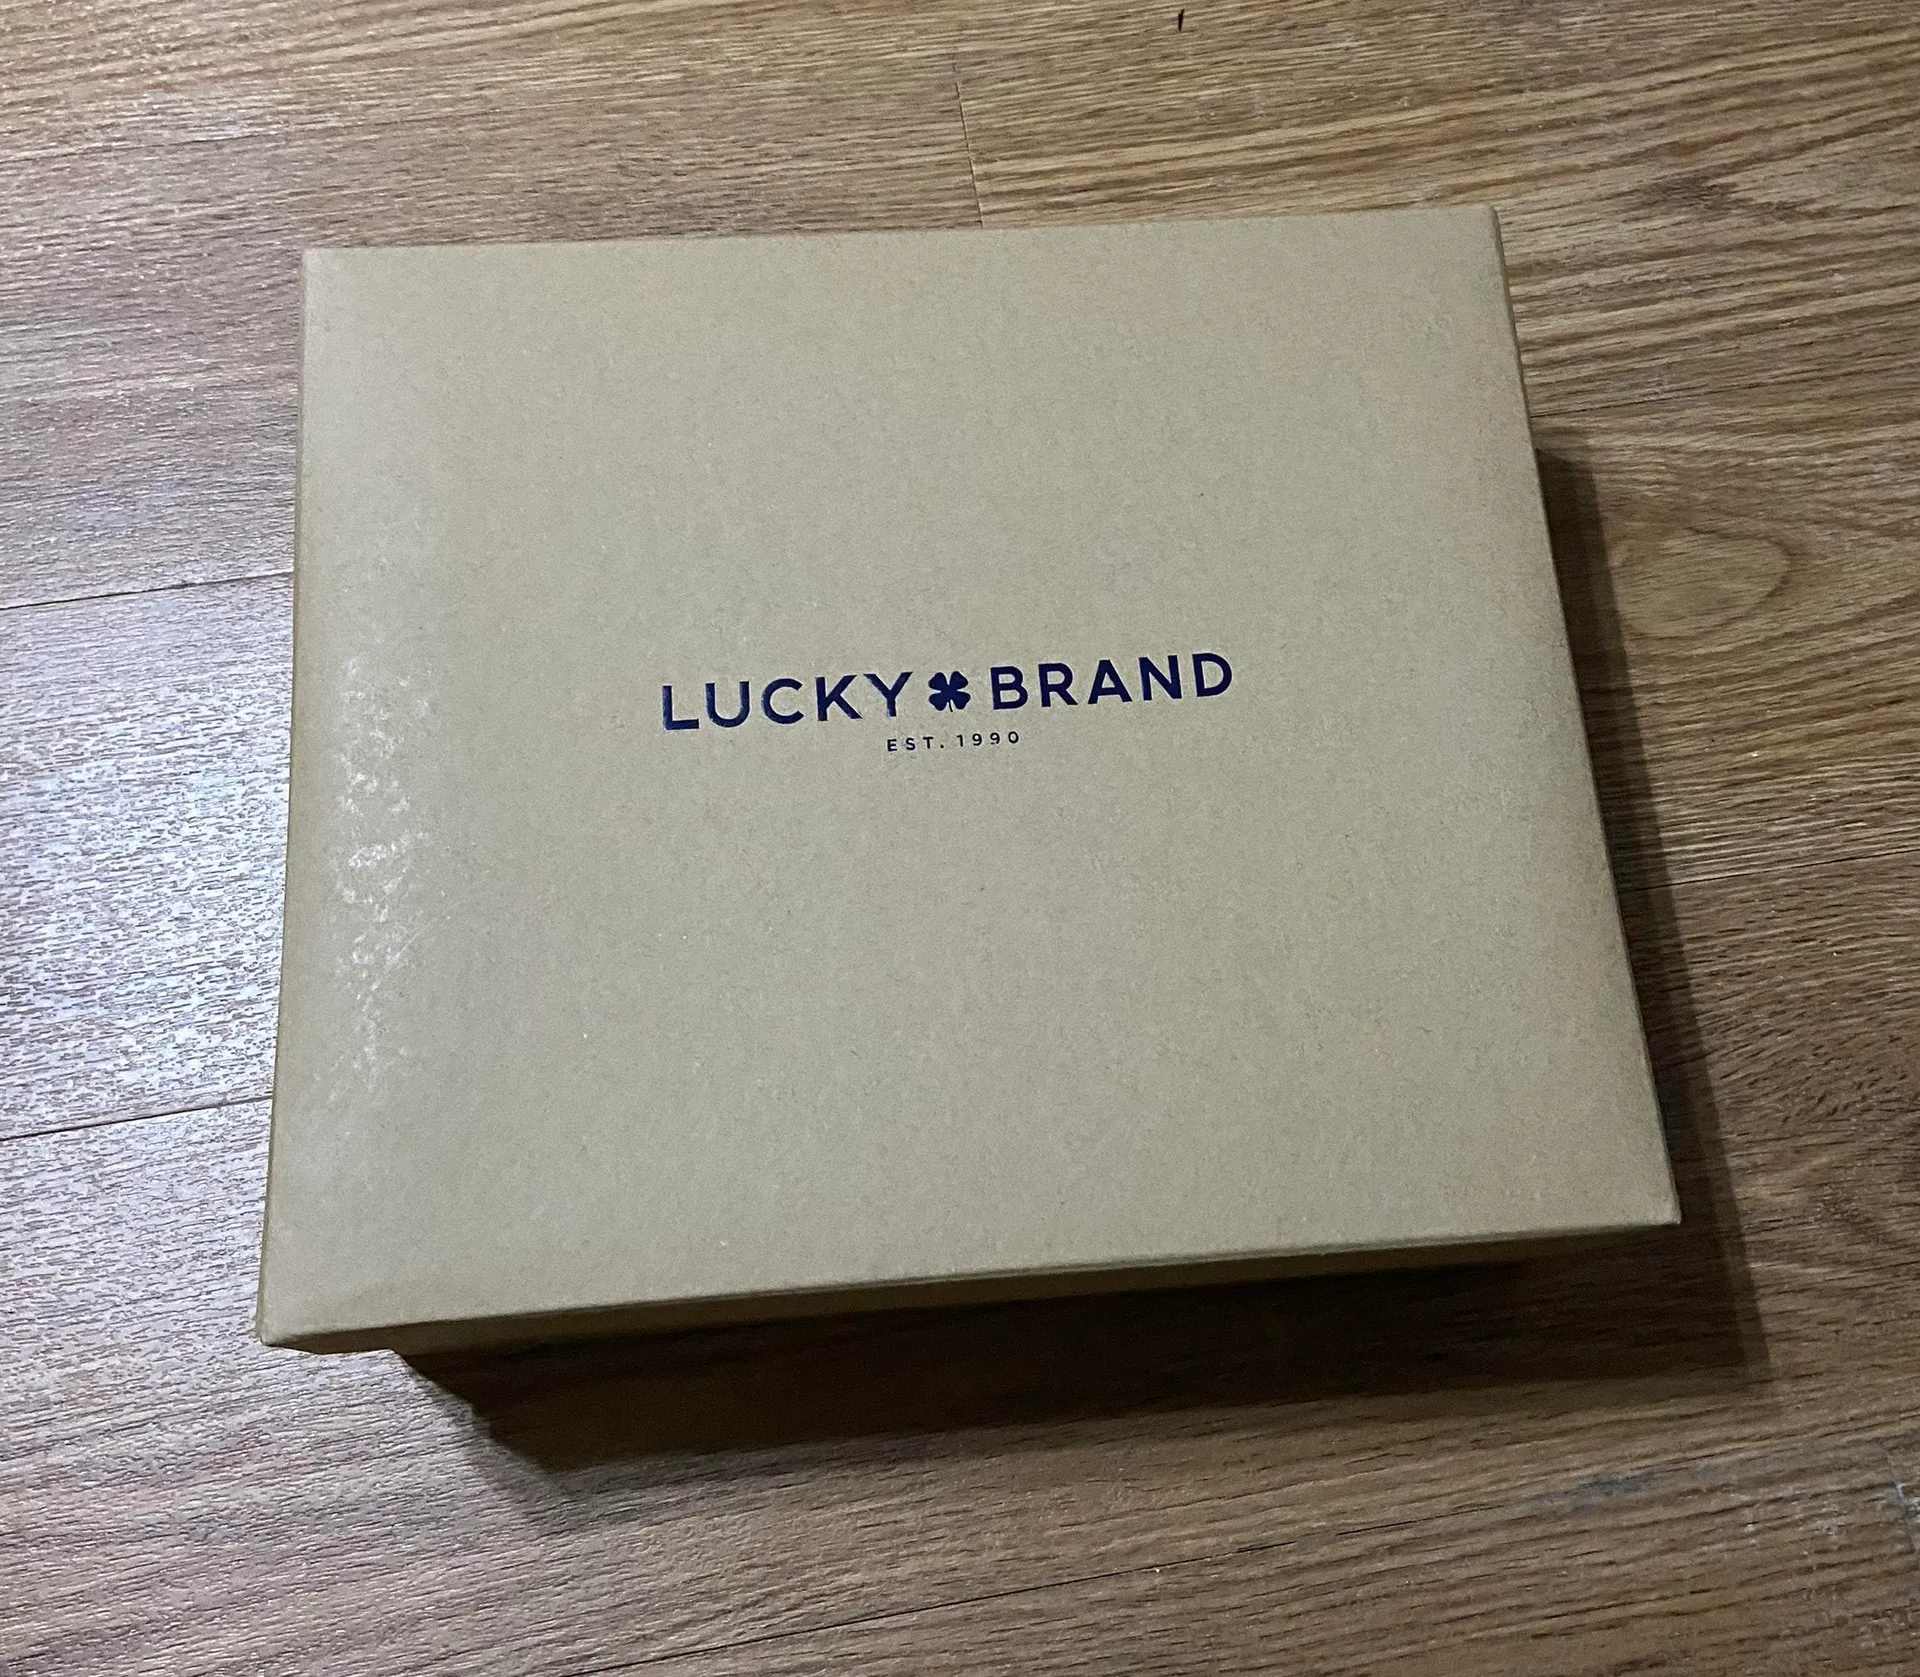 LUCKY BRAND
EST. 1990